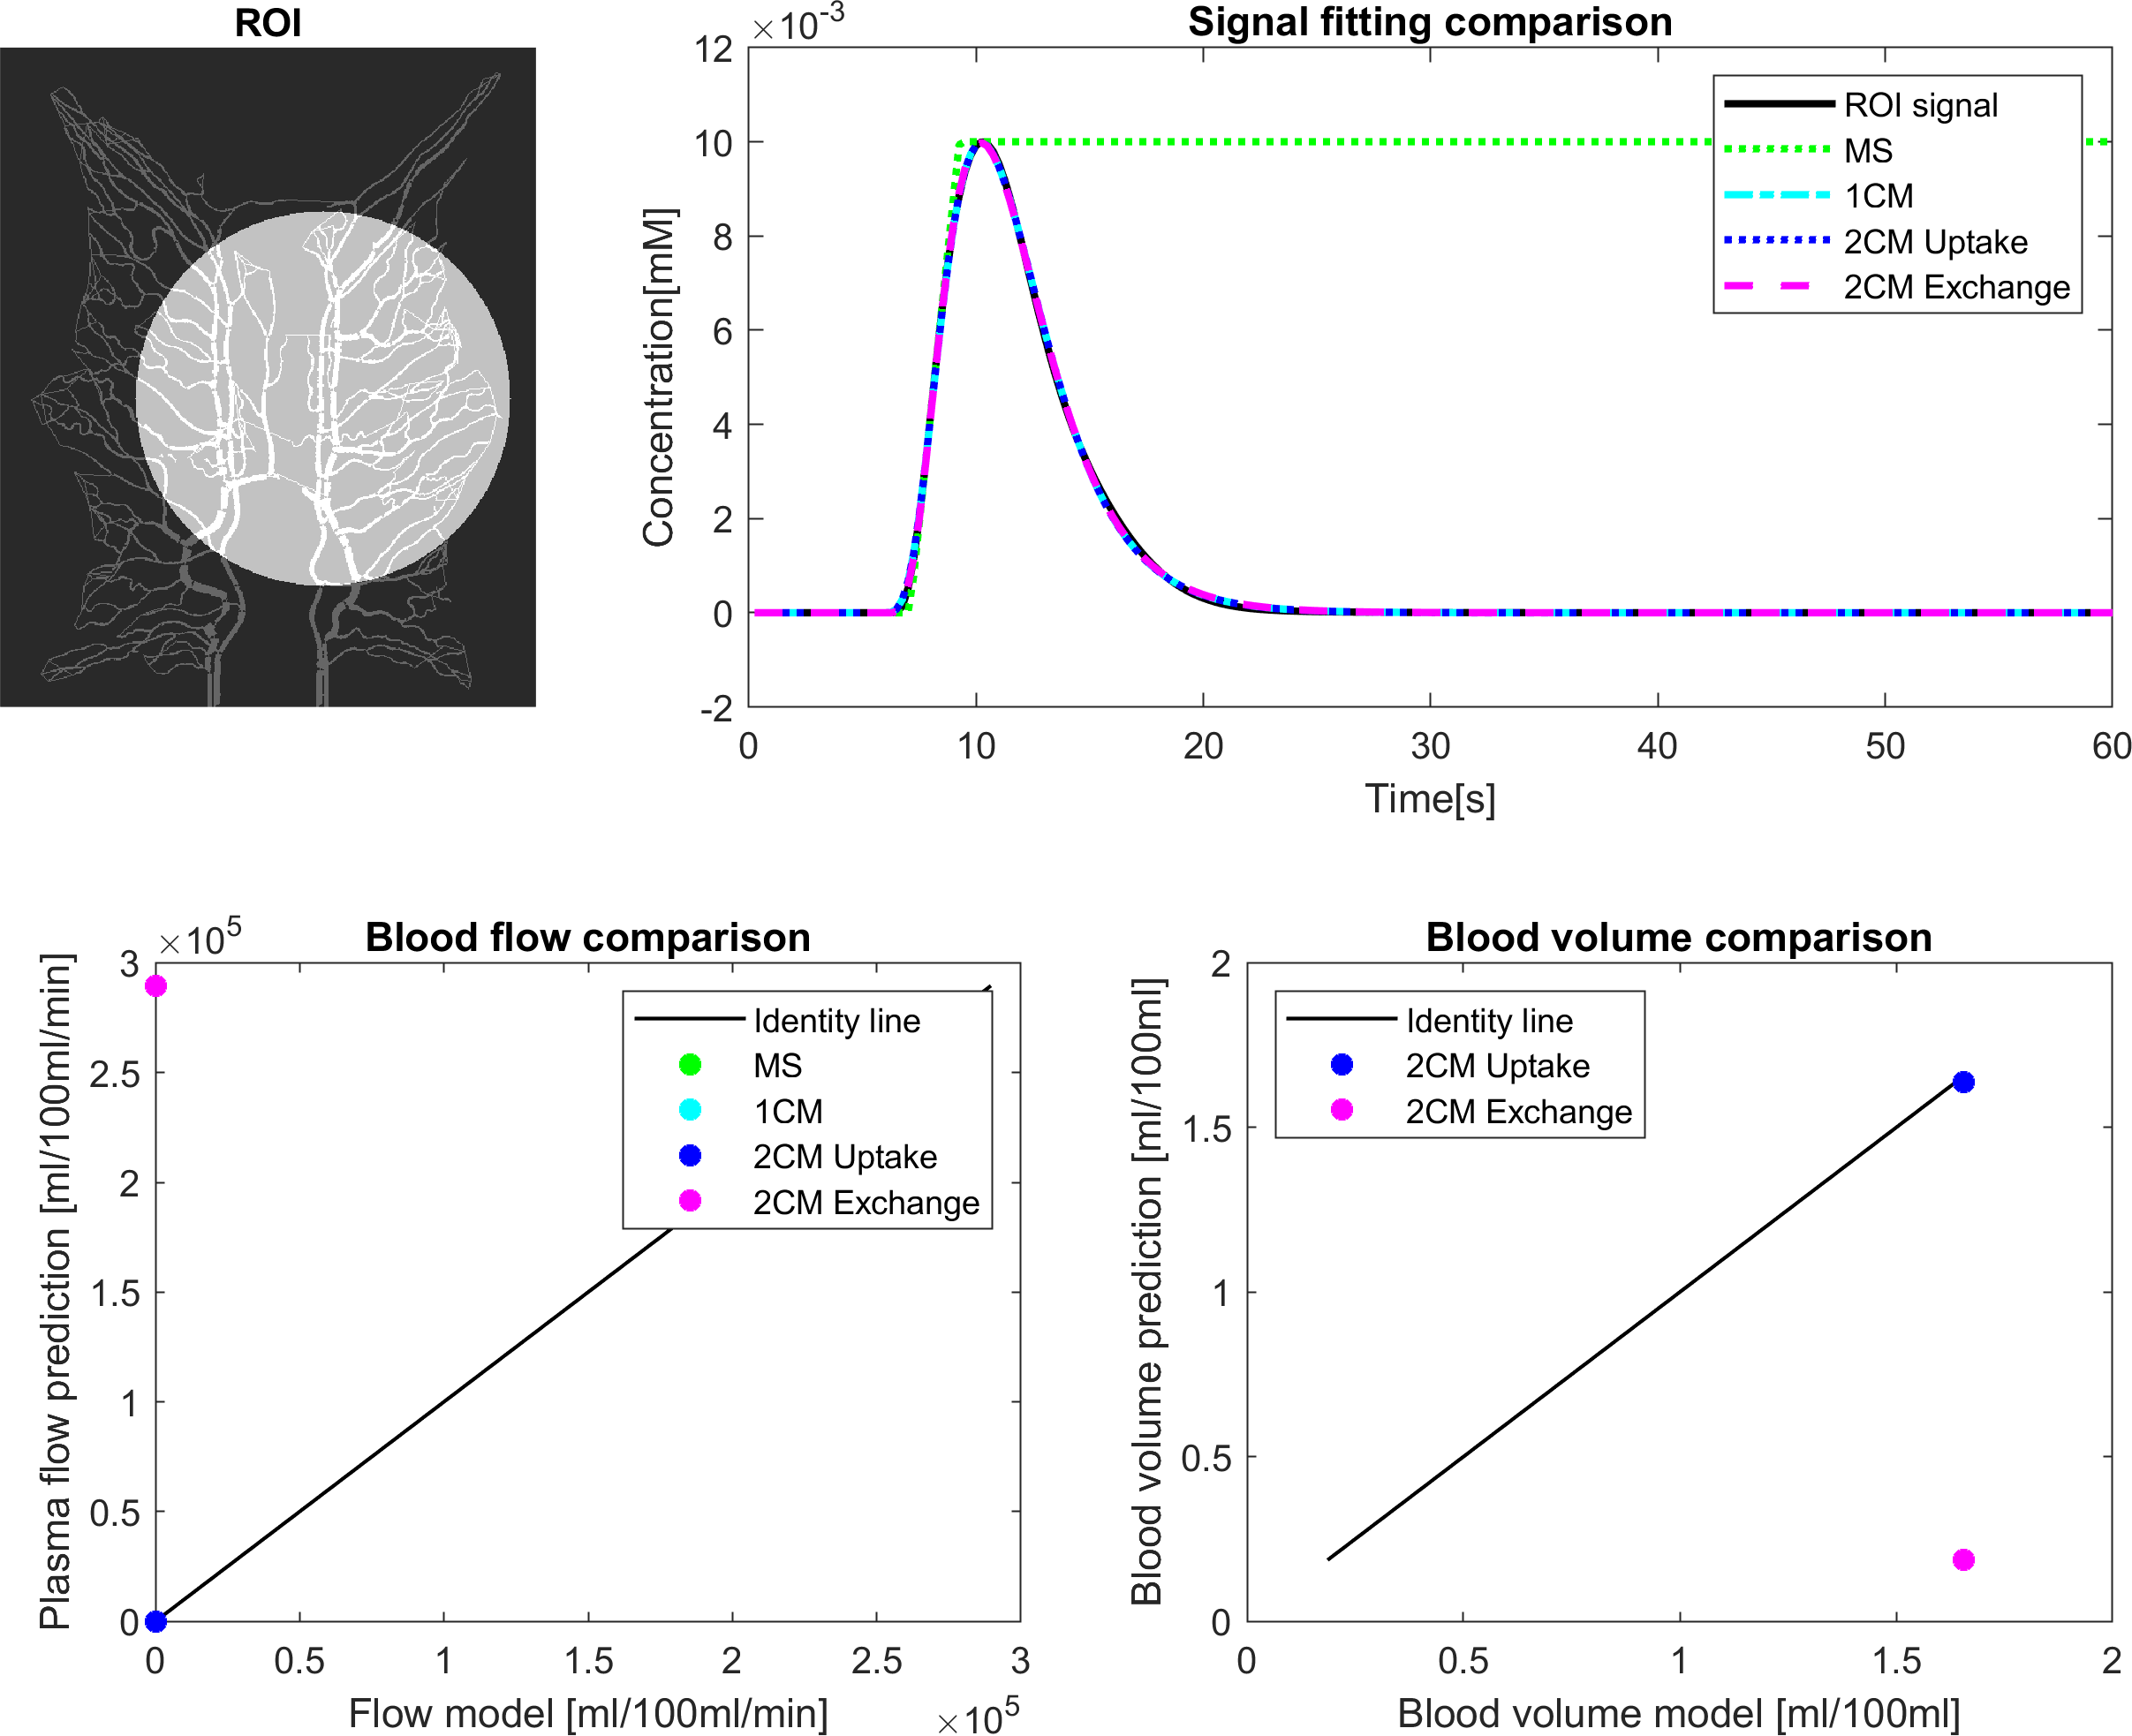 ROI
Signal fitting comparison
×10-3
12
10
8
6
4
2
0
-2
Concentration[mM]
0 10 20 30 40 50 60
Time[s]
ROI signal
MS
1CM
2CM Uptake
2CM Exchange
Blood flow comparison
×105
3
2.5
2
1.5
1
0.5
0
Plasma flow prediction [ml/100ml/min]
0 0.5 1 1.5 2 2.5 3
Flow model [ml/100ml/min]
×105
Identity line
MS
1CM
2CM Uptake
2CM Exchange
Blood volume comparison
2
1.5
1
0.5
0
Blood volume prediction [ml/100ml]
0 0.5 1 1.5 2
Blood volume model [ml/100ml]
Identity line
2CM Uptake
2CM Exchange